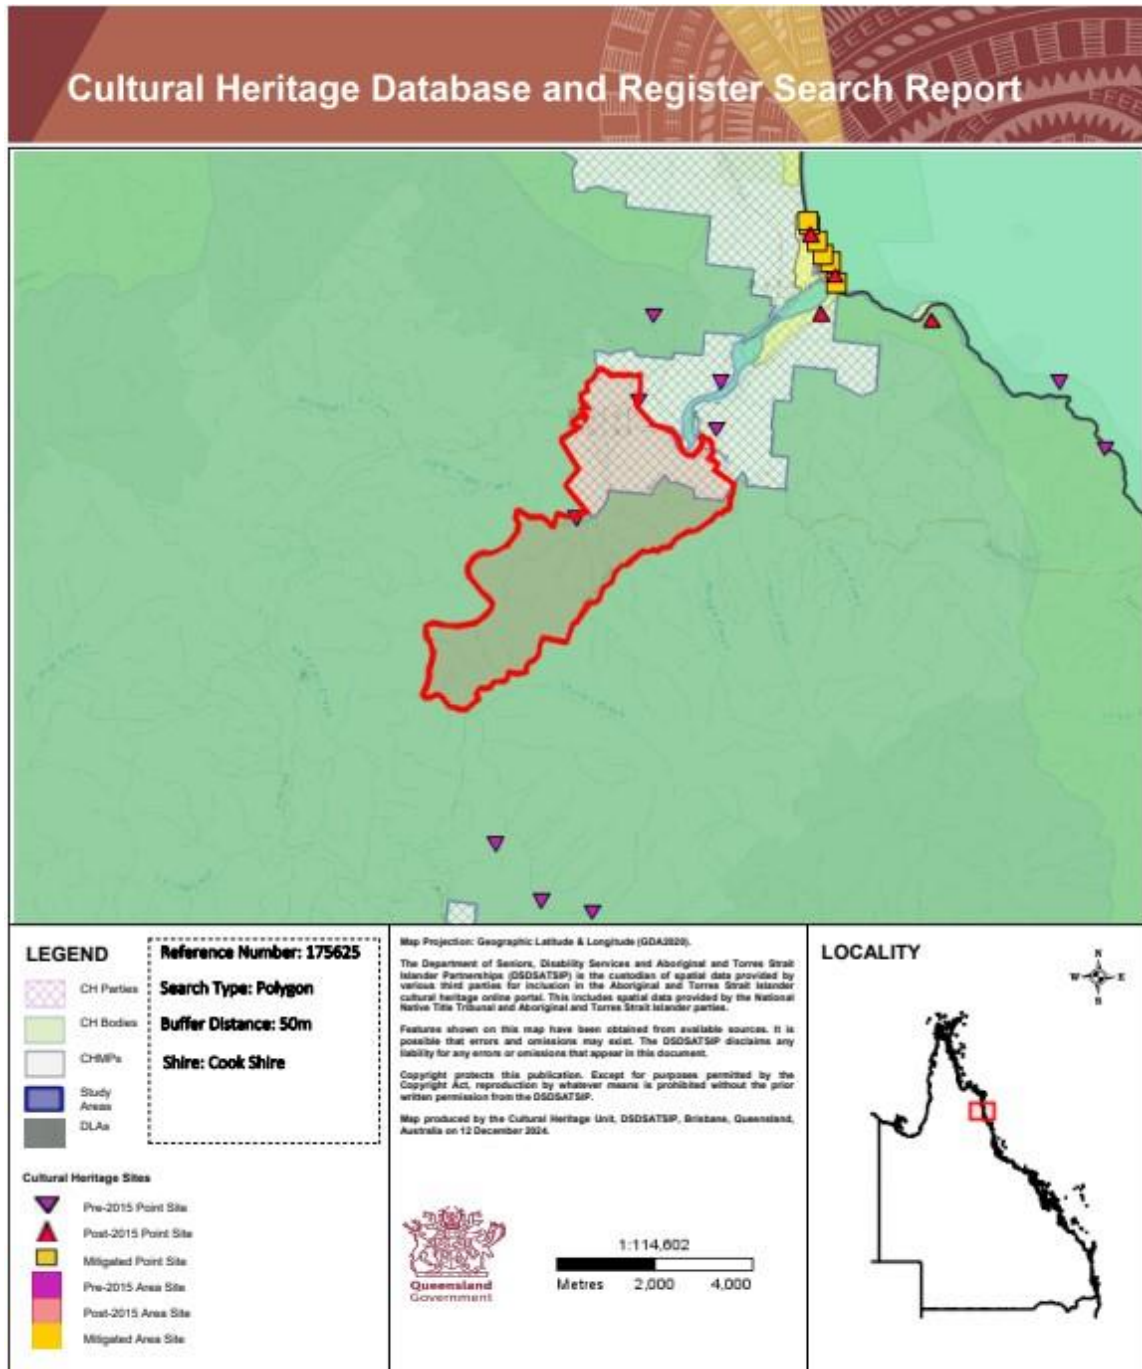 Cultural Heritage Database and Register Search Report
LEGEND
CH Parties
CH Bodies
CHMPs
Study
Areas
DLAs
Reference Number: 175625
Search Type: Polygon
Buffer Distance: 50m
Shire: Cook Shire
Cultural Heritage Sites
Pre-2015 Point Site
Post-2015 Point Site
Mitigated Point Site
Pre-2015 Area Site
Post-2015 Area Site
Mitigated Area Site
Map Projection: Geographic Latitude & Longitude (GDA2020).
The Department of Seniors, Disability Services and Aboriginal and Torres Strait
Islander Partnerships (DSDSATSIP) is the custodian of spatial data provided by
various third parties for inclusion in the Aboriginal and Torres Strait Islander
cultural heritage online portal. This includes spatial data provided by the National
Native Title Tribunal and Aboriginal and Torres Strait Islander parties.
Features shown on this map have been obtained from available sources. It is
possible that errors and omissions may exist. The DSDSATSIP disclaims any
liability for any errors or omissions that appear in this document.
Copyright protects this publication. Except for purposes permitted by the
Copyright Act, reproduction by whatever means is prohibited without the prior
written permission from the DSDSATSIP.
Map produced by the Cultural Heritage Unit, DSDSATSIP, Brisbane, Queensland,
Australia on 12 December 2024.
Queensland
Government
1:114,602
Metres 2,000 4,000
LOCALITY
N
W E
S